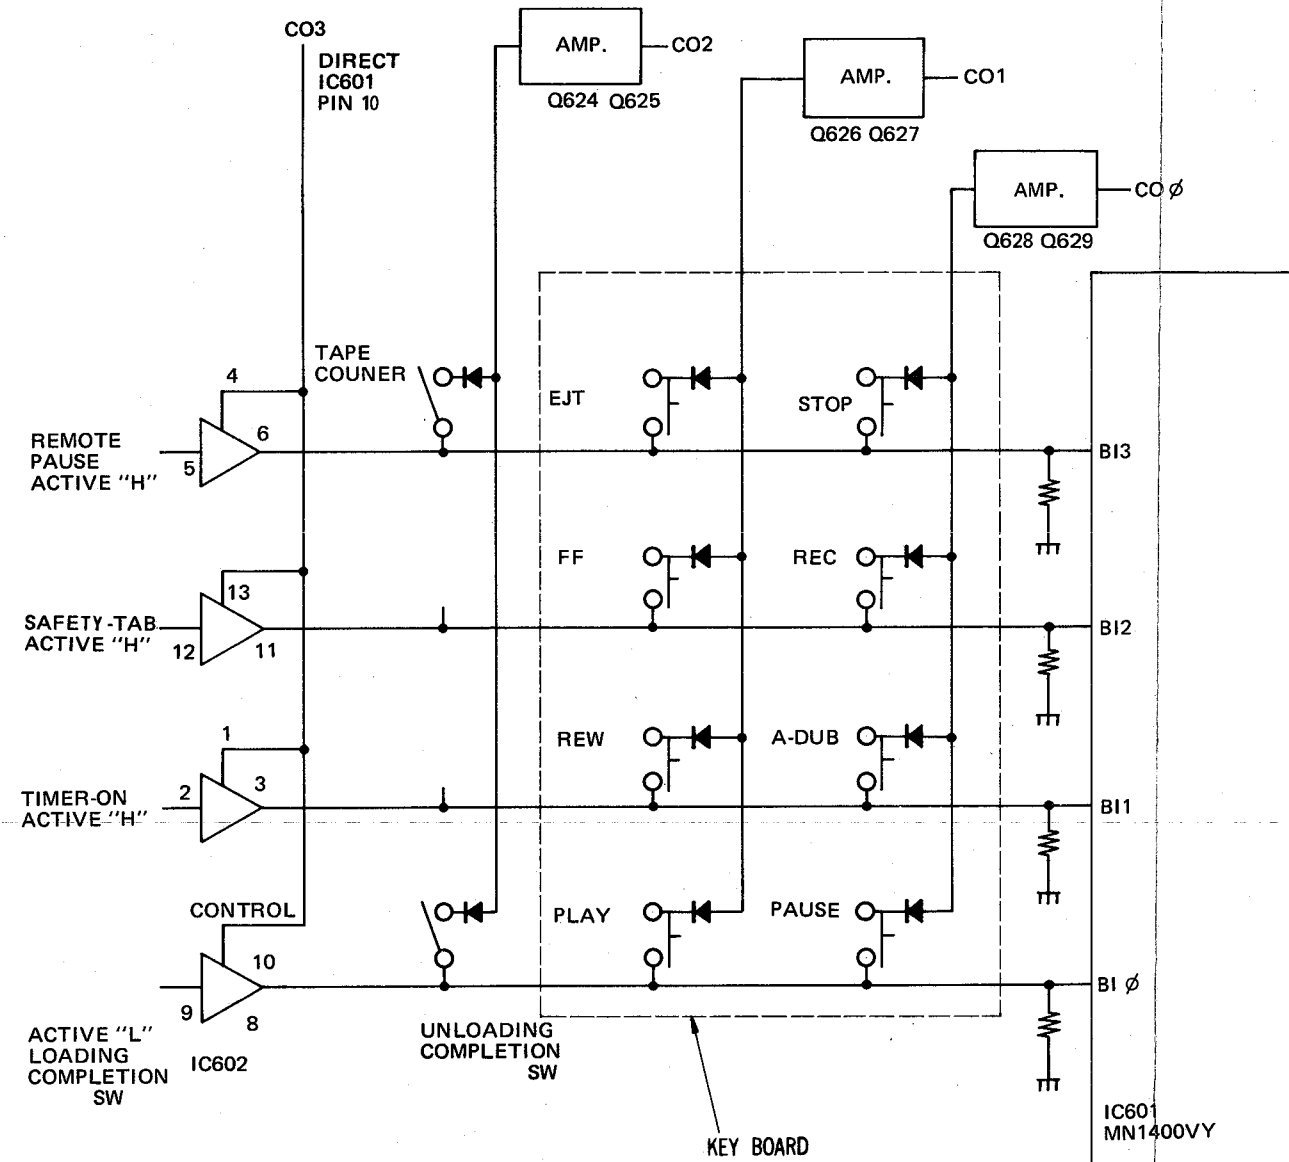 CO3
DIRECT
IC601
PIN 10
AMP.
CO2
Q624 Q625
AMP.
CO1
Q626 Q627
AMP.
CO Ø
Q628 Q629
TAPE
COUNER
4
6
5
REMOTE
PAUSE
ACTIVE "H"
EJT
STOP
BI3
13
SAFETY-TAB
ACTIVE "H"
12
11
FF
REC
BI2
1
2
3
TIMER-ON
ACTIVE "H"
REW
A-DUB
BI1
CONTROL
10
9
8
ACTIVE "L"
LOADING
COMPLETION
SW
IC602
UNLOADING
COMPLETION
SW
PLAY
PAUSE
BI Ø
KEY BOARD
IC601
MN1400VY